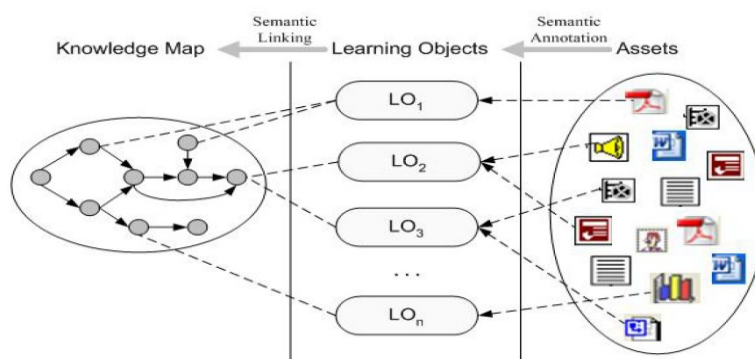 Semantic
Linking
Semantic
Annotation
Knowledge Map
Learning Objects
Assets
LO1
LO2
LO3
...
LOn